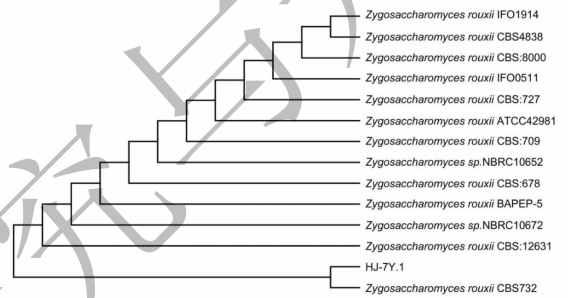 Zygosaccharomyces rouxii IFO1914
Zygosaccharomyces rouxii CBS4838
Zygosaccharomyces rouxii CBS:8000
Zygosaccharomyces rouxii IFO0511
Zygosaccharomyces rouxii CBS:727
Zygosaccharomyces rouxii ATCC42981
Zygosaccharomyces rouxii CBS:709
Zygosaccharomyces sp.NBRC10652
Zygosaccharomyces rouxii CBS:678
Zygosaccharomyces rouxii BAPEP-5
Zygosaccharomyces sp.NBRC10672
Zygosaccharomyces rouxii CBS:12631
HJ-7Y.1
Zygosaccharomyces rouxii CBS732